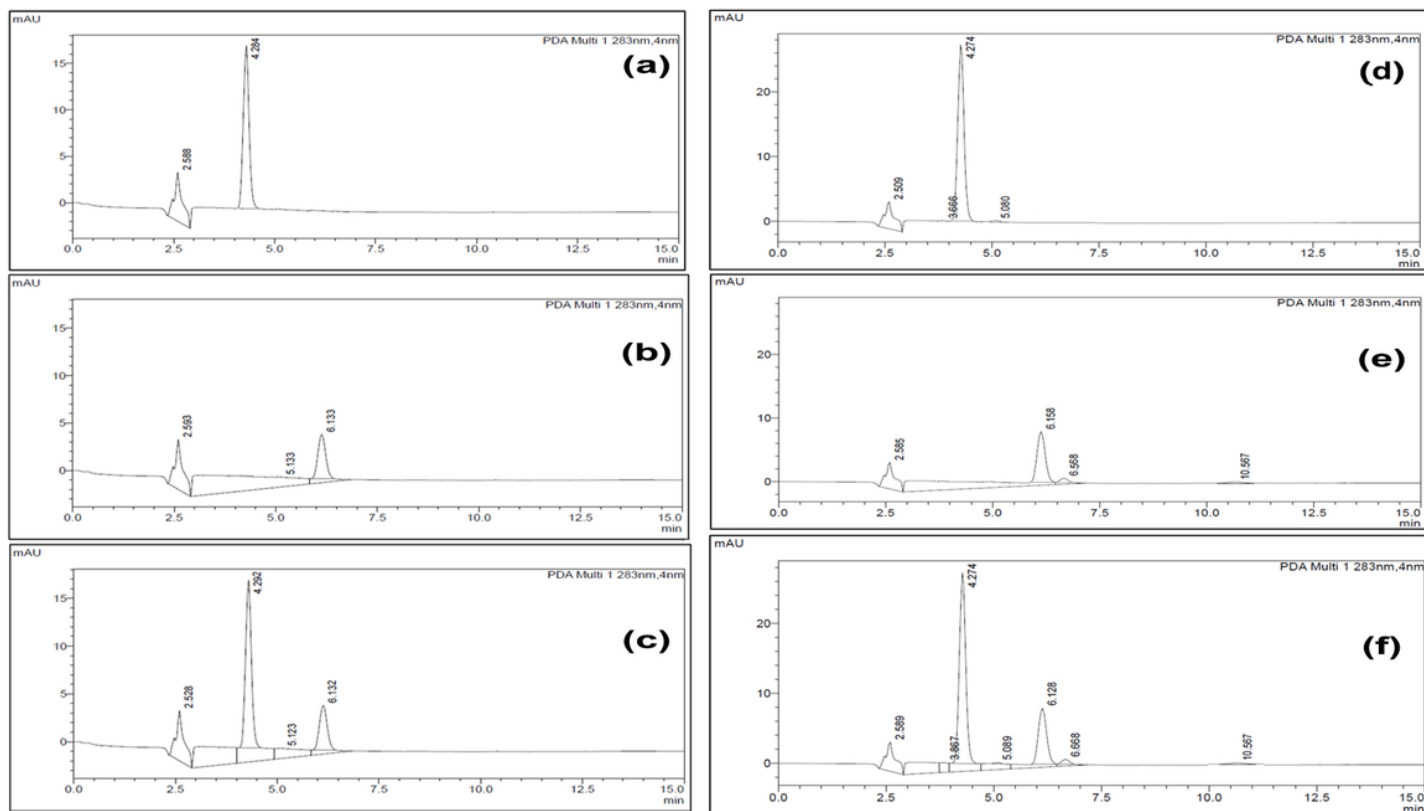 mAU
PDA Multi 1 283nm,4nm
(a)
15
10
5
0
2.588
4.284
0.0 2.5 5.0 7.5 10.0 12.5 15.0
min
mAU
PDA Multi 1 283nm,4nm
(b)
15
10
5
0
2.593
5.133
6.133
0.0 2.5 5.0 7.5 10.0 12.5 15.0
min
mAU
PDA Multi 1 283nm,4nm
(c)
15
10
5
0
2.528
4.292
5.123
6.132
0.0 2.5 5.0 7.5 10.0 12.5 15.0
min
mAU
PDA Multi 1 283nm,4nm
(d)
20
10
0
2.509
3.666
4.274
5.080
0.0 2.5 5.0 7.5 10.0 12.5 15.0
min
mAU
PDA Multi 1 283nm,4nm
(e)
20
10
0
2.585
6.158
6.568
10.567
0.0 2.5 5.0 7.5 10.0 12.5 15.0
min
mAU
PDA Multi 1 283nm,4nm
(f)
20
10
0
2.589
3.867
4.274
5.089
6.128
6.668
10.567
0.0 2.5 5.0 7.5 10.0 12.5 15.0
min